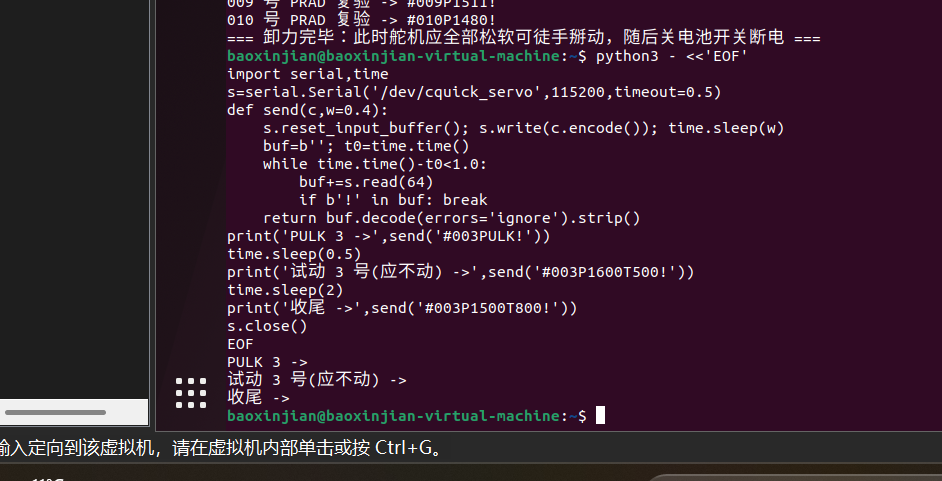 009 号 PRAD 复验 -> #009P1511!
010 号 PRAD 复验 -> #010P1480!
=== 卸力完毕：此时舵机应全部松软可徒手掰动，随后关电池开关断电 ===
baoxinjian@baoxinjian-virtual-machine:~$ python3 - <<'EOF'
import serial,time
s=serial.Serial('/dev/cquick_servo',115200,timeout=0.5)
def send(c,w=0.4):
    s.reset_input_buffer(); s.write(c.encode()); time.sleep(w)
    buf=b''; t0=time.time()
    while time.time()-t0<1.0:
        buf+=s.read(64)
        if b'!' in buf: break
    return buf.decode(errors='ignore').strip()
print('PULK 3 ->',send('#003PULK!'))
time.sleep(0.5)
print('试动 3 号(应不动) ->',send('#003P1600T500!'))
time.sleep(2)
print('收尾 ->',send('#003P1500T800!'))
s.close()
EOF
PULK 3 ->
试动 3 号(应不动) ->
收尾 ->
baoxinjian@baoxinjian-virtual-machine:~$
输入定向到该虚拟机，请在虚拟机内部单击或按 Ctrl+G。